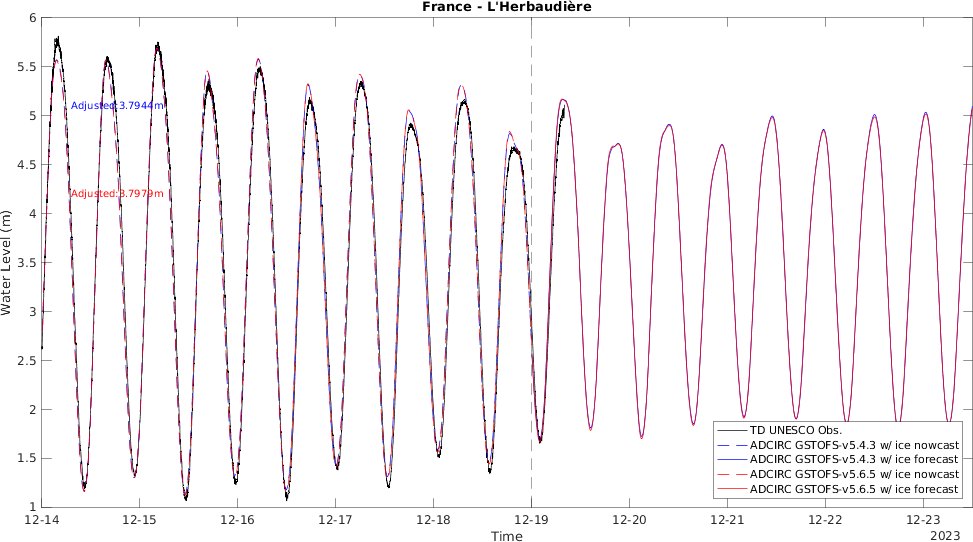 France - L'Herbaudière
6
5.5
5
4.5
4
3.5
3
2.5
2
1.5
1
Water Level (m)
Adjusted:3.7944m
Adjusted:3.7979m
TD UNESCO Obs.
ADCIRC GSTOFS-v5.4.3 w/ ice nowcast
ADCIRC GSTOFS-v5.4.3 w/ ice forecast
ADCIRC GSTOFS-v5.6.5 w/ ice nowcast
ADCIRC GSTOFS-v5.6.5 w/ ice forecast
12-14 12-15 12-16 12-17 12-18 12-19 12-20 12-21 12-22 12-23
Time
2023